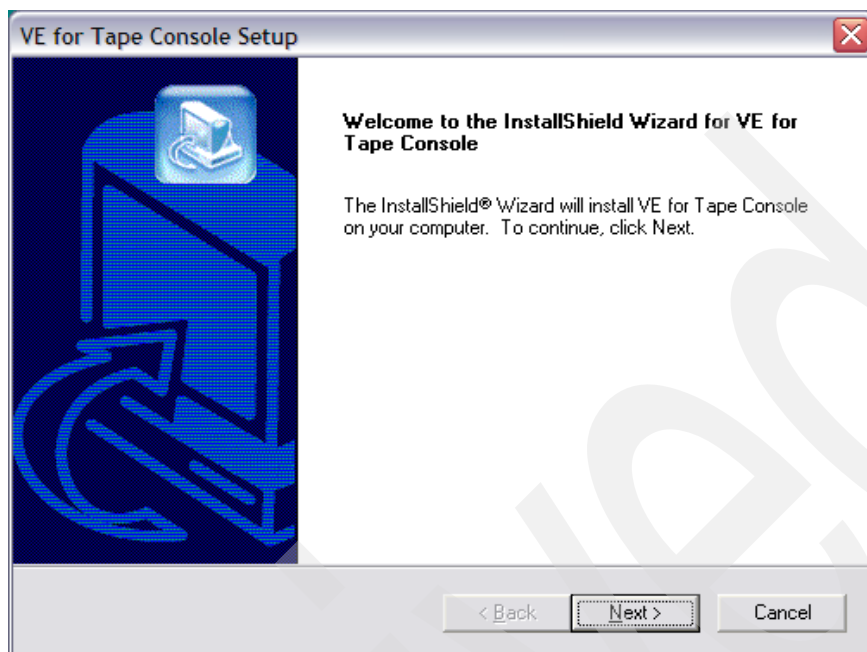 VE for Tape Console Setup
Welcome to the InstallShield Wizard for VE for
Tape Console
The InstallShield® Wizard will install VE for Tape Console
on your computer. To continue, click Next.
< Back
Next >
Cancel